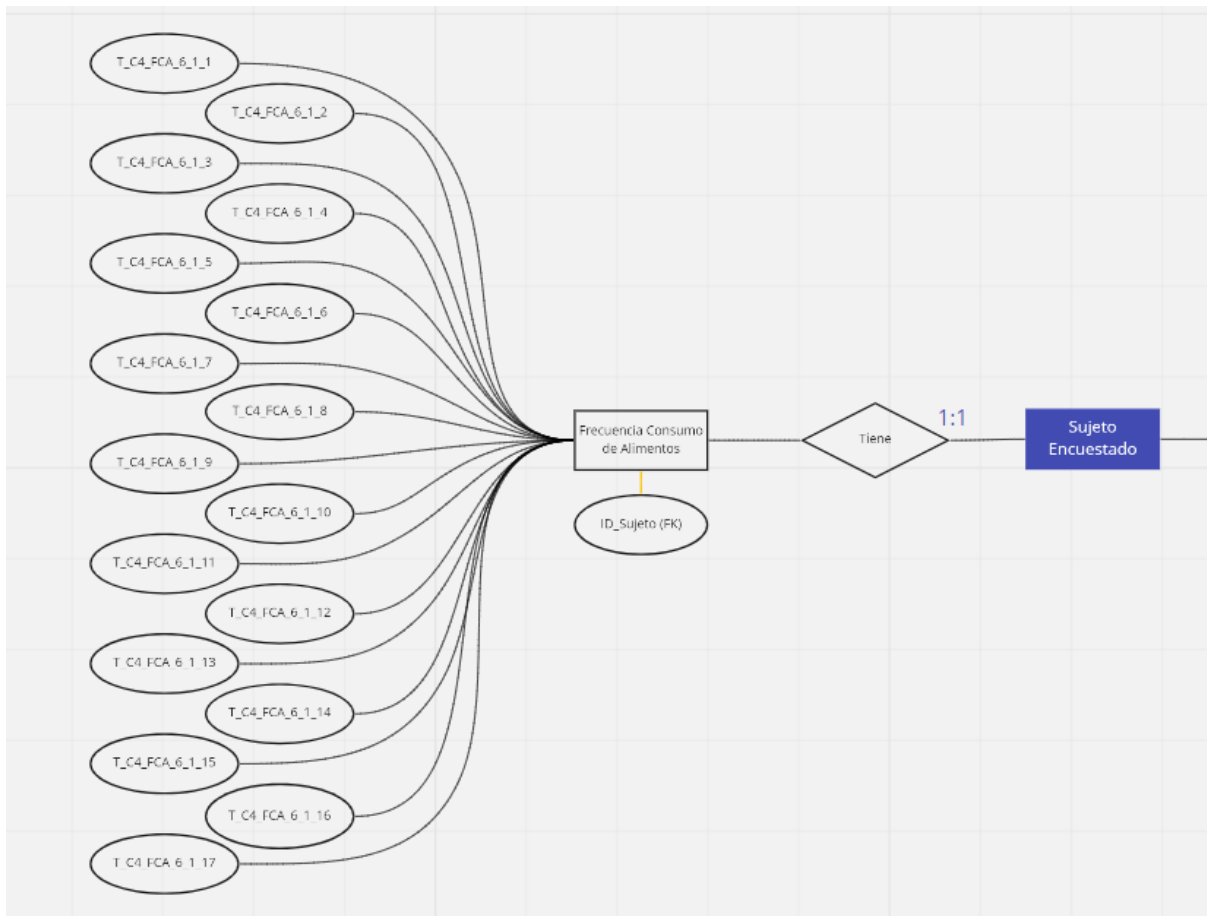 T_C4_FCA_6_1_1
T_C4_FCA_6_1_2
T_C4_FCA_6_1_3
T_C4_FCA_6_1_4
T_C4_FCA_6_1_5
T_C4_FCA_6_1_6
T_C4_FCA_6_1_7
T_C4_FCA_6_1_8
T_C4_FCA_6_1_9
T_C4_FCA_6_1_10
T_C4_FCA_6_1_11
T_C4_FCA_6_1_12
T_C4_FCA_6_1_13
T_C4_FCA_6_1_14
T_C4_FCA_6_1_15
T_C4_FCA_6_1_16
T_C4_FCA_6_1_17
Frecuencia Consumo
de Alimentos
ID_Sujeto (FK)
Tiene
1:1
Sujeto
Encuestado